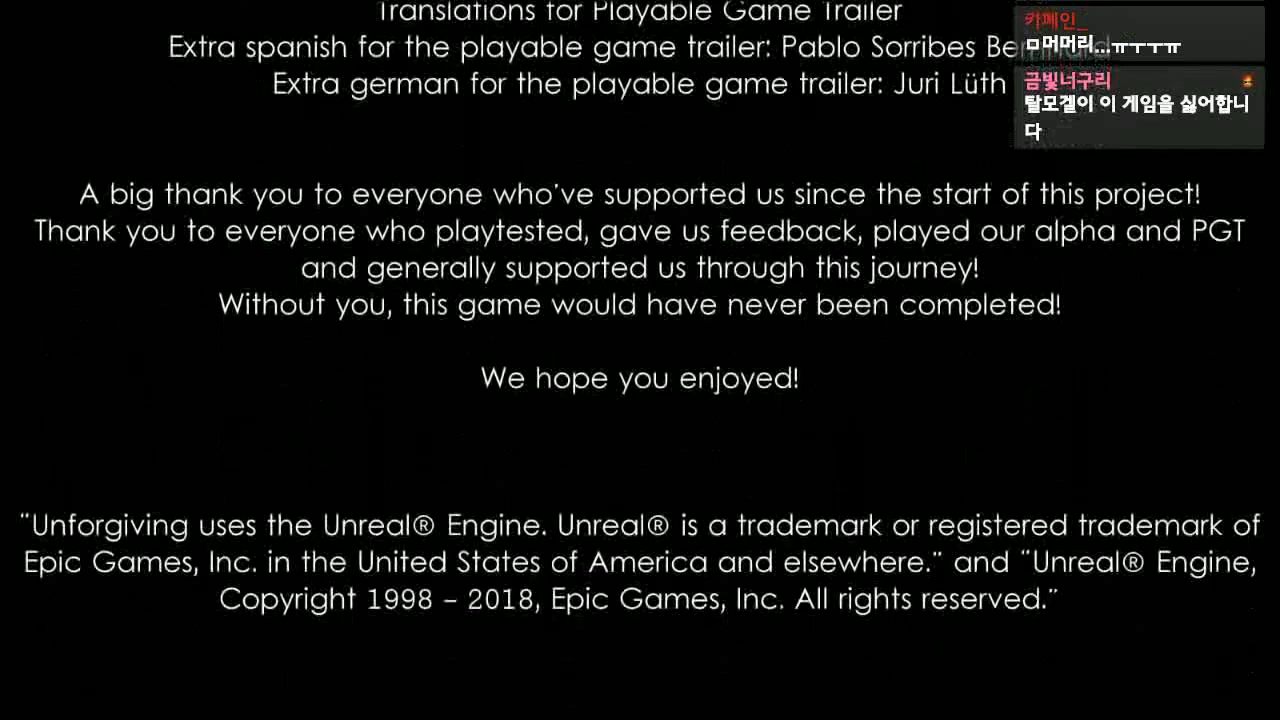 Translations for Playable Game Trailer
Extra spanish for the playable game trailer: Pablo Sorribes
Extra german for the playable game trailer: Juri Lüth
카페인_
ㅁ머머리...ㅠㅜㅜㅠ
금빛너구리
탈모겔이 이 게임을 싫어합니
다
A big thank you to everyone who've supported us since the start of this project!
Thank you to everyone who playtested, gave us feedback, played our alpha and PGT
and generally supported us through this journey!
Without you, this game would have never been completed!
We hope you enjoyed!
"Unforgiving uses the Unreal® Engine. Unreal® is a trademark or registered trademark of
Epic Games, Inc. in the United States of America and elsewhere." and "Unreal® Engine,
Copyright 1998 – 2018, Epic Games, Inc. All rights reserved."